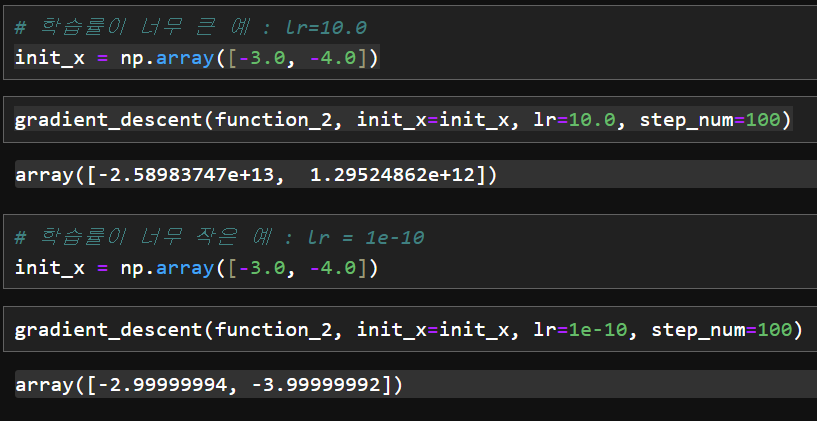 # 학습률이 너무 큰 예 : lr=10.0
init_x = np.array([-3.0, -4.0])
gradient_descent(function_2, init_x=init_x, lr=10.0, step_num=100)
array([-2.58983747e+13,  1.29524862e+12])
# 학습률이 너무 작은 예 : lr = 1e-10
init_x = np.array([-3.0, -4.0])
gradient_descent(function_2, init_x=init_x, lr=1e-10, step_num=100)
array([-2.99999994, -3.99999992])